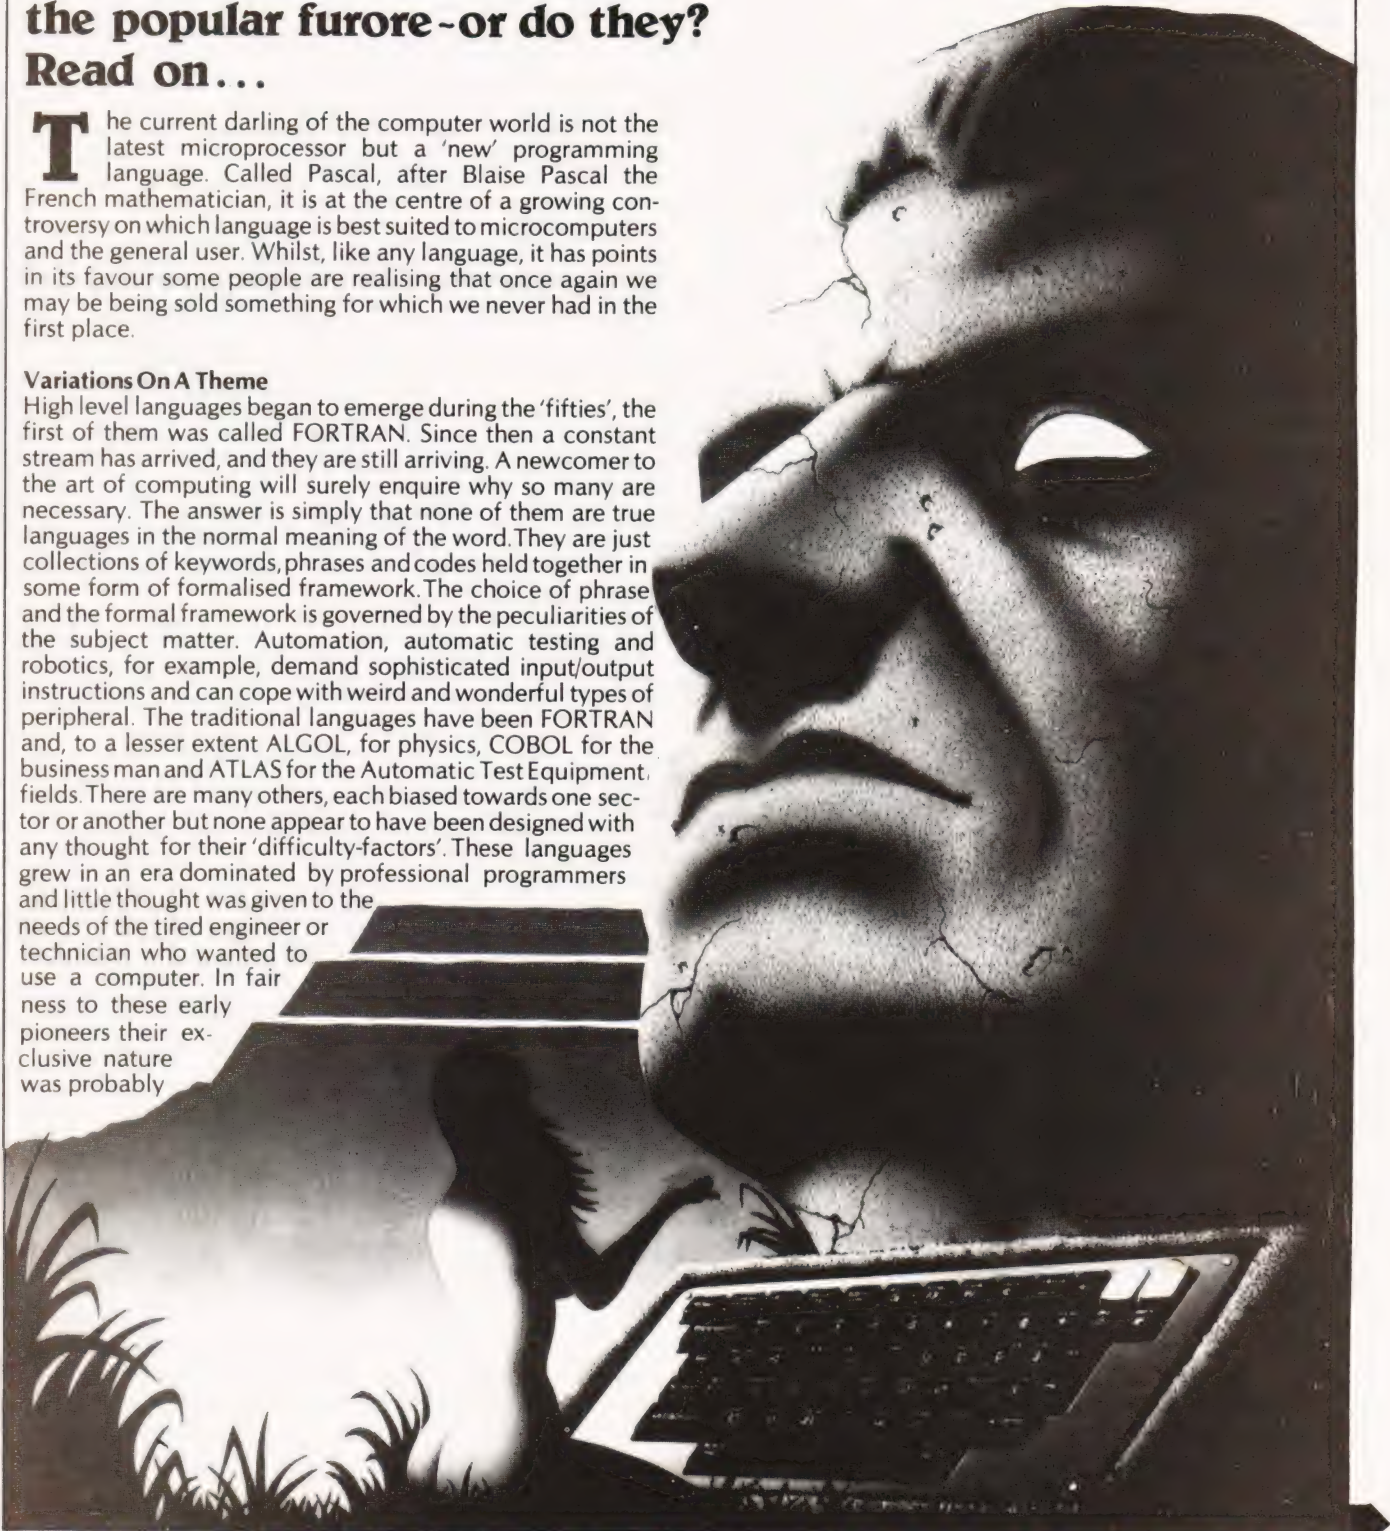 the popular furore-or do they?
Read on...
The current darling of the computer world is not the
latest microprocessor but a 'new' programming
language. Called Pascal, after Blaise Pascal the
French mathematician, it is at the centre of a growing con-
troversy on which language is best suited to microcomputers
and the general user. Whilst, like any language, it has points
in its favour some people are realising that once again we
may be being sold something for which we never had in the
first place.
Variations On A Theme
High level languages began to emerge during the 'fifties', the
first of them was called FORTRAN. Since then a constant
stream has arrived, and they are still arriving. A newcomer to
the art of computing will surely enquire why so many are
necessary. The answer is simply that none of them are true
languages in the normal meaning of the word. They are just
collections of keywords, phrases and codes held together in
some form of formalised framework. The choice of phrase
and the formal framework is governed by the peculiarities of
the subject matter. Automation, automatic testing and
robotics, for example, demand sophisticated input/output
instructions and can cope with weird and wonderful types of
peripheral. The traditional languages have been FORTRAN
and, to a lesser extent ALGOL, for physics, COBOL for the
business man and ATLAS for the Automatic Test Equipment
fields. There are many others, each biased towards one sec-
tor or another but none appear to have been designed with
any thought for their 'difficulty-factors'. These languages
grew in an era dominated by professional programmers
and little thought was given to the
needs of the tired engineer or
technician who wanted to
use a computer. In fair
ness to these early
pioneers their ex-
clusive nature
was probably